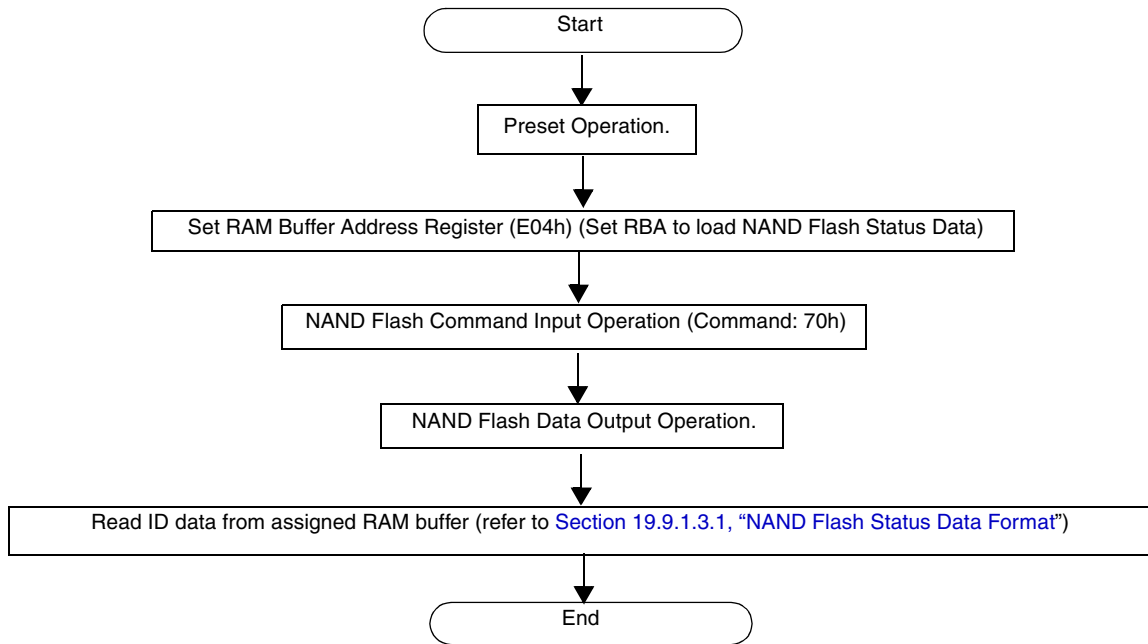 Start
Preset Operation.
Set RAM Buffer Address Register (E04h) (Set RBA to load NAND Flash Status Data)
NAND Flash Command Input Operation (Command: 70h)
NAND Flash Data Output Operation.
Read ID data from assigned RAM buffer (refer to Section 19.9.1.3.1, “NAND Flash Status Data Format”)
End